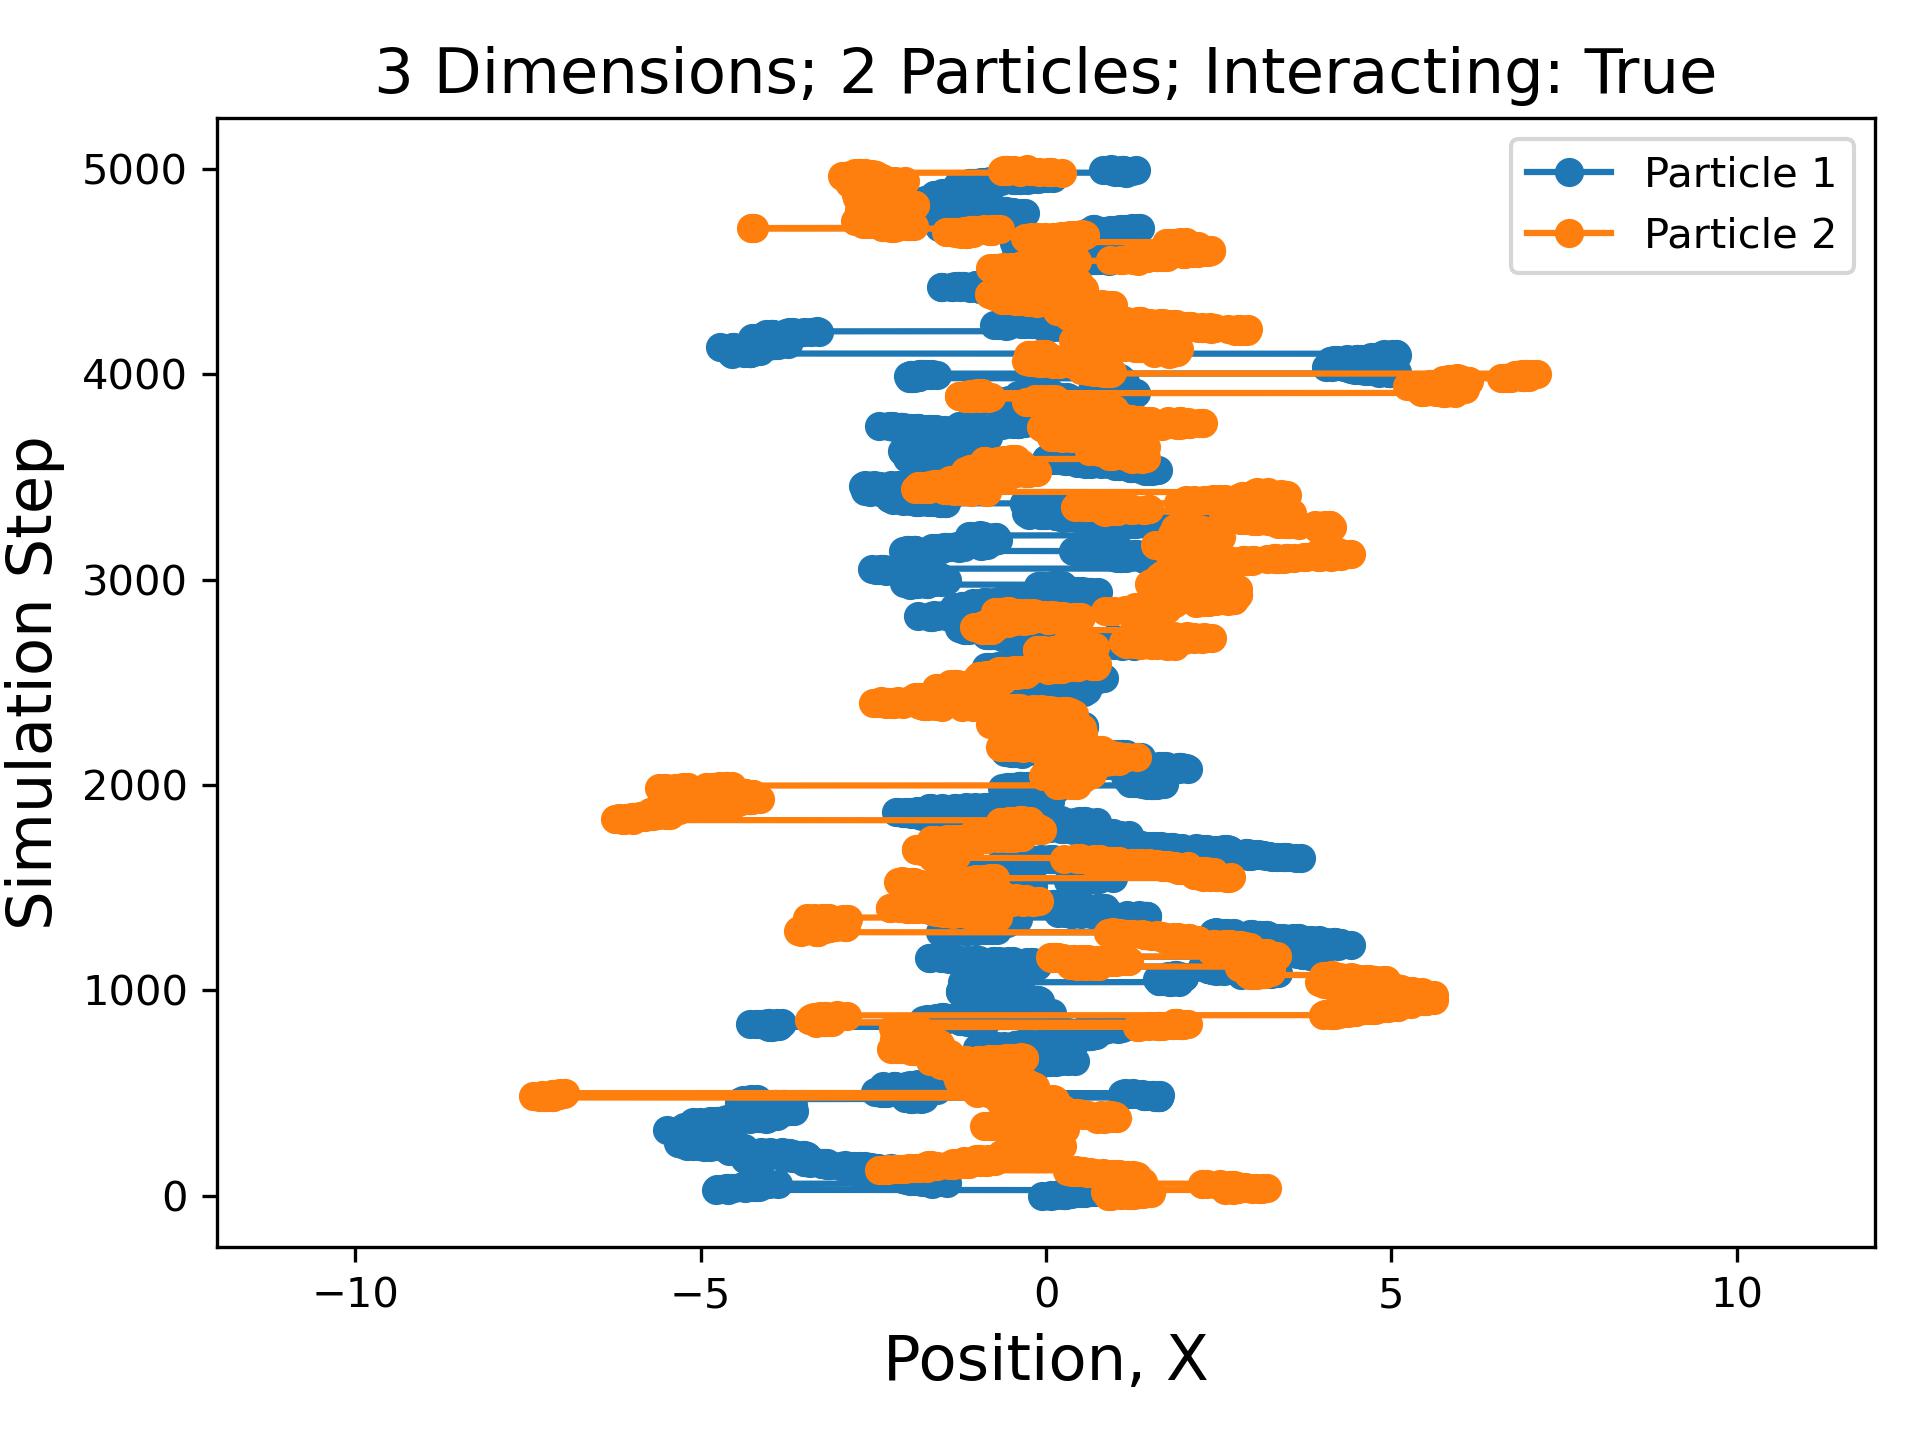 3 Dimensions; 2 Particles; Interacting: True
Particle 1
Particle 2
Simulation Step
5000
4000
3000
2000
1000
0
−10
−5
0
5
10
Position, X